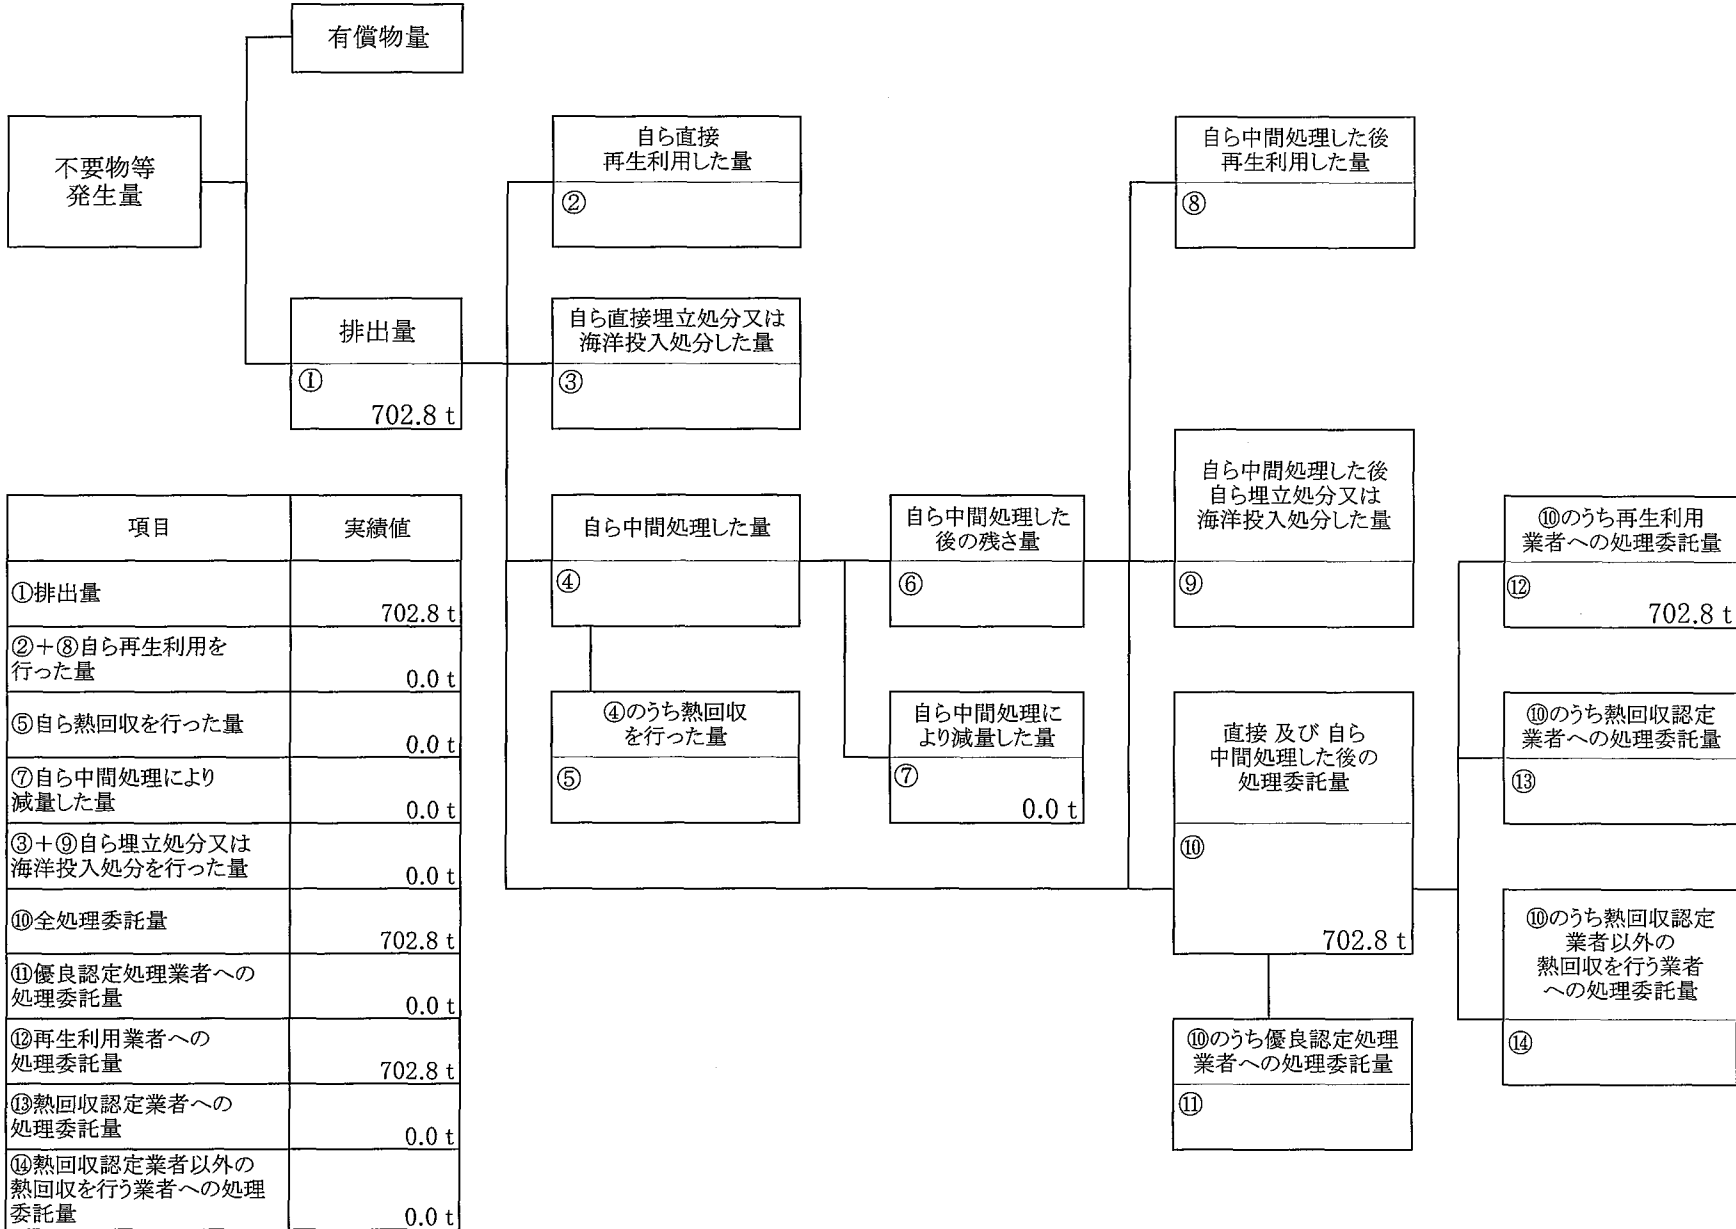 有償物量
不要物等
発生量
排出量
①
702.8 t
自ら直接
再生利用した量
②
自ら直接埋立処分又は
海洋投入処分した量
③
自ら中間処理した量
④
④のうち熱回収
を行った量
⑤
自ら中間処理した
後の残さ量
⑥
自ら中間処理に
より減量した量
⑦
0.0 t
自ら中間処理した後
再生利用した量
⑧
自ら中間処理した後
自ら埋立処分又は
海洋投入処分した量
⑨
直接 及び 自ら
中間処理した後の
処理委託量
⑩
702.8 t
⑩のうち優良認定処理
業者への処理委託量
⑪
⑩のうち再生利用
業者への処理委託量
⑫
702.8 t
⑩のうち熱回収認定
業者への処理委託量
⑬
⑩のうち熱回収認定
業者以外の
熱回収を行う業者
への処理委託量
⑭
項目 実績値
①排出量
702.8 t
②＋⑧自ら再生利用を
行った量
0.0 t
⑤自ら熱回収を行った量
0.0 t
⑦自ら中間処理により
減量した量
0.0 t
③＋⑨自ら埋立処分又は
海洋投入処分を行った量
0.0 t
⑩全処理委託量
702.8 t
⑪優良認定処理業者への
処理委託量
0.0 t
⑫再生利用業者への
処理委託量
702.8 t
⑬熱回収認定業者への
処理委託量
0.0 t
⑭熱回収認定業者以外の
熱回収を行う業者への処理
委託量
0.0 t